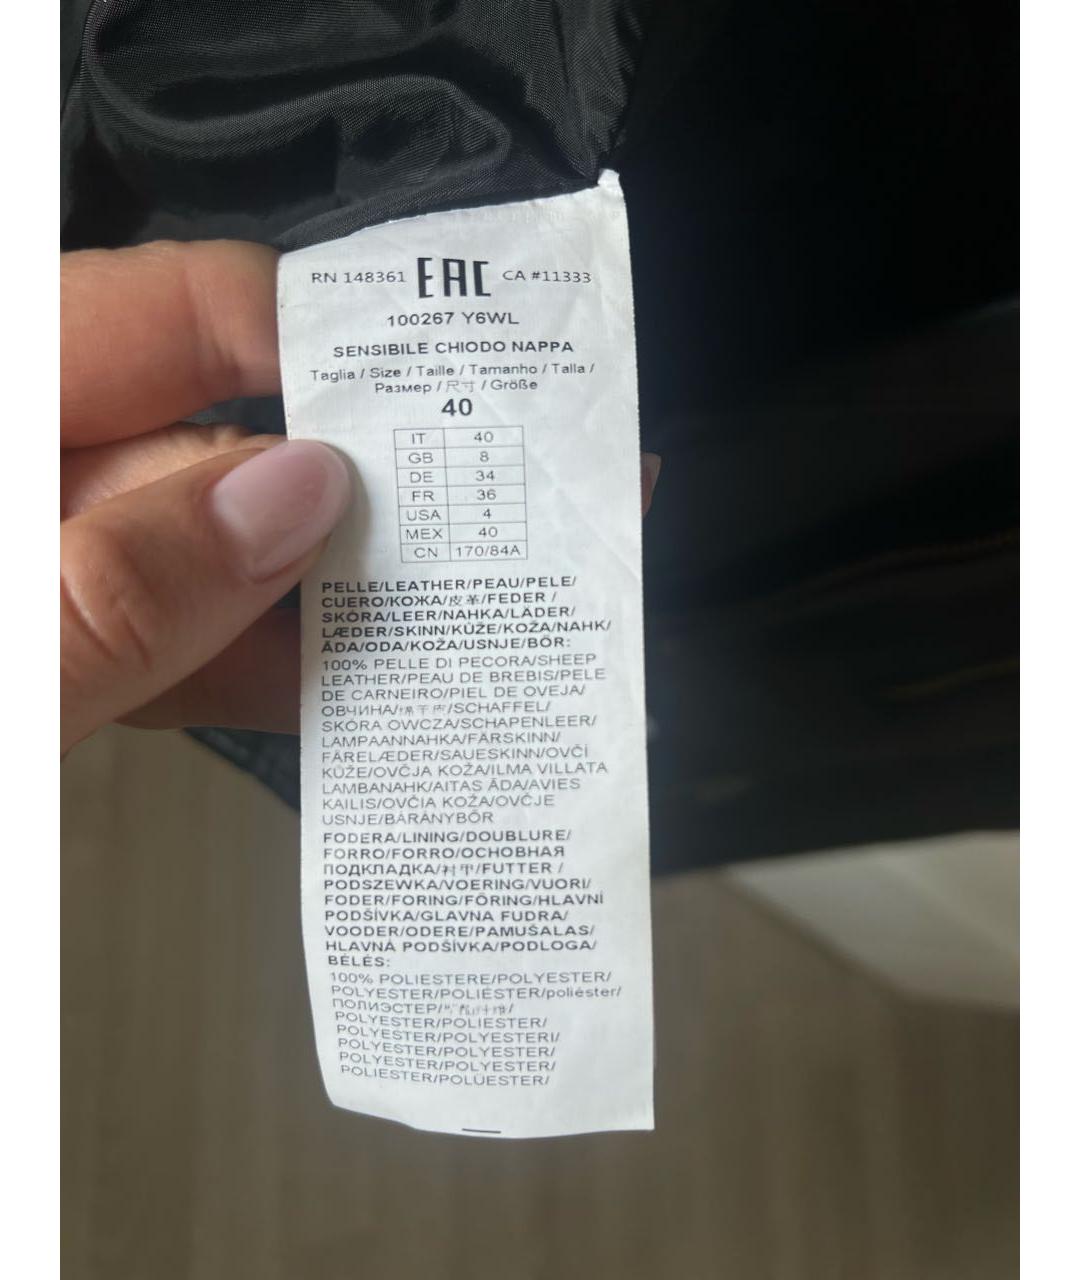 RN 148361 EAC CA #11333
100267 Y6WL
SENSIBILE CHIODO NAPPA
Taglia / Size / Taille / Tamanho / Talla /
Размер / 尺寸 / Größe
40
IT 40
GB 8
DE 34
FR 36
USA 4
MEX 40
CN 170/84A
PELLE/LEATHER/PEAU/PELE/
CUERO/КОЖА/皮革/FEDER /
SKÓRA/LEER/NAHKA/LÄDER/
LÆDER/SKINN/KŮŽE/KOŽA/NAHK/
ĀDA/ODA/KOŽA/USNJE/BŐR:
100% PELLE DI PECORA/SHEEP
LEATHER/PEAU DE BREBIS/PELE
DE CARNEIRO/PIEL DE OVEJA/
ОВЧИНА/绵羊皮/SCHAFFEL/
SKÓRA OWCZA/SCHAPENLEER/
LAMPAANNAHKA/FÅRSKINN/
FÅRELÆDER/SAUESKINN/OVČÍ
KŮŽE/OVČJA KOŽA/ILMA VILLATA
LAMBANAHK/AITAS ĀDA/AVIES
KAILIS/OVČIA KOŽA/OVČJE
USNJE/BÁRÁNYBŐR
FODERA/LINING/DOUBLURE/
FORRO/FORRO/ОСНОВНАЯ
ПОДКЛАДКА/衬里/FUTTER /
PODSZEWKA/VOERING/VUORI/
FODER/FORING/FÔRING/HLAVNÍ
PODŠÍVKA/GLAVNA FUDRA/
VOODER/ODERE/PAMUŠALAS/
HLAVNÁ PODŠÍVKA/PODLOGA/
BÉLÉS:
100% POLIESTERE/POLYESTER/
POLYESTER/POLIÉSTER/poliéster/
ПОЛИЭСТЕР/
POLYESTER/POLIESTER/
POLYESTER/POLYESTERI/
POLYESTER/POLYESTER/
POLYESTER/POLYESTER/
POLIESTER/POLÜESTER/